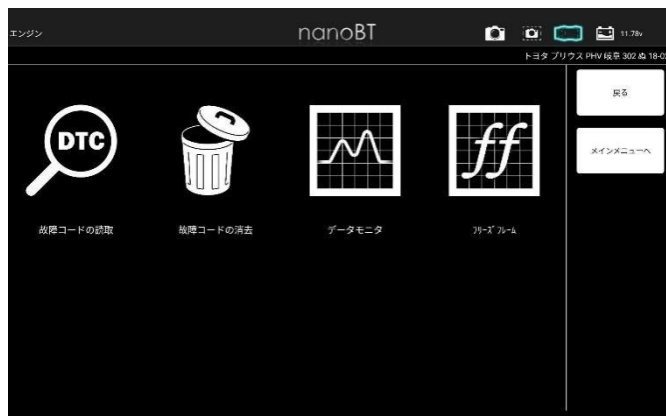 エンジン
nanoBT
11.78v
トヨタ プリウス PHV 岐阜 302 ぬ 18-02
戻る
メインメニューへ
DTC
ff
故障コードの読取
故障コードの消去
データモニタ
フリーズフレーム